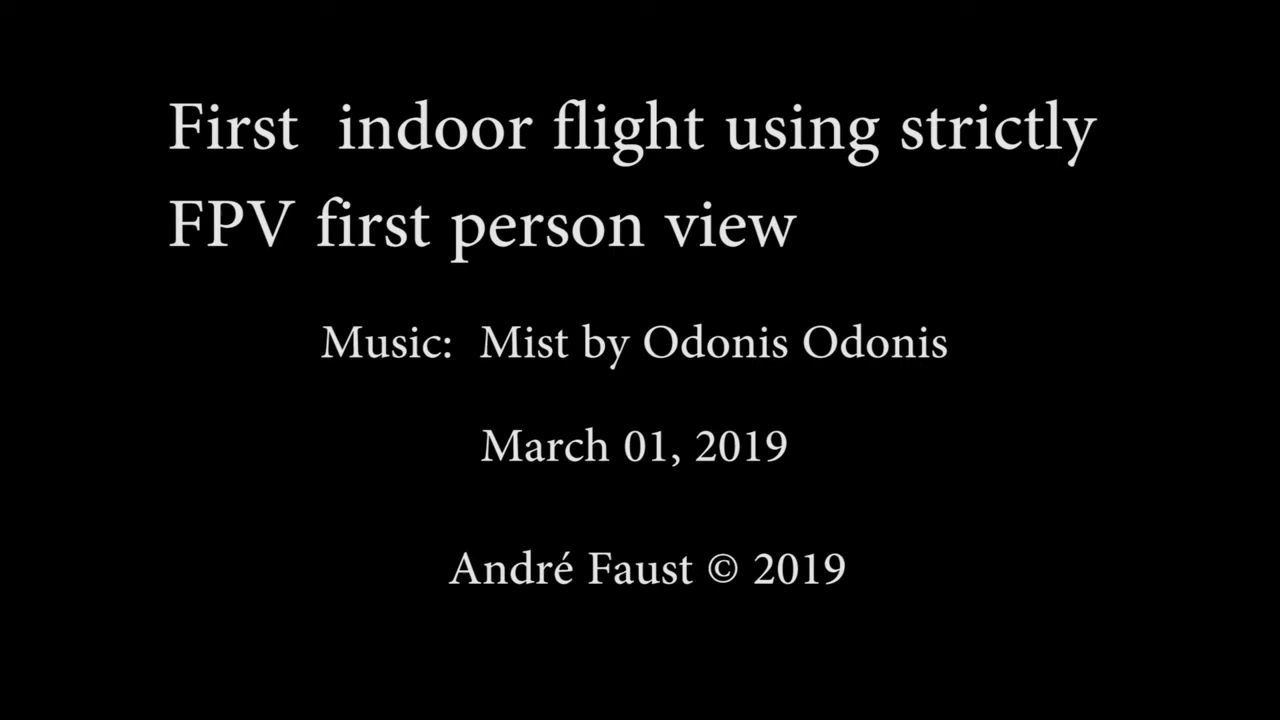 First  indoor flight using strictly
FPV first person view
Music:  Mist by Odonis Odonis
March 01, 2019
André Faust © 2019